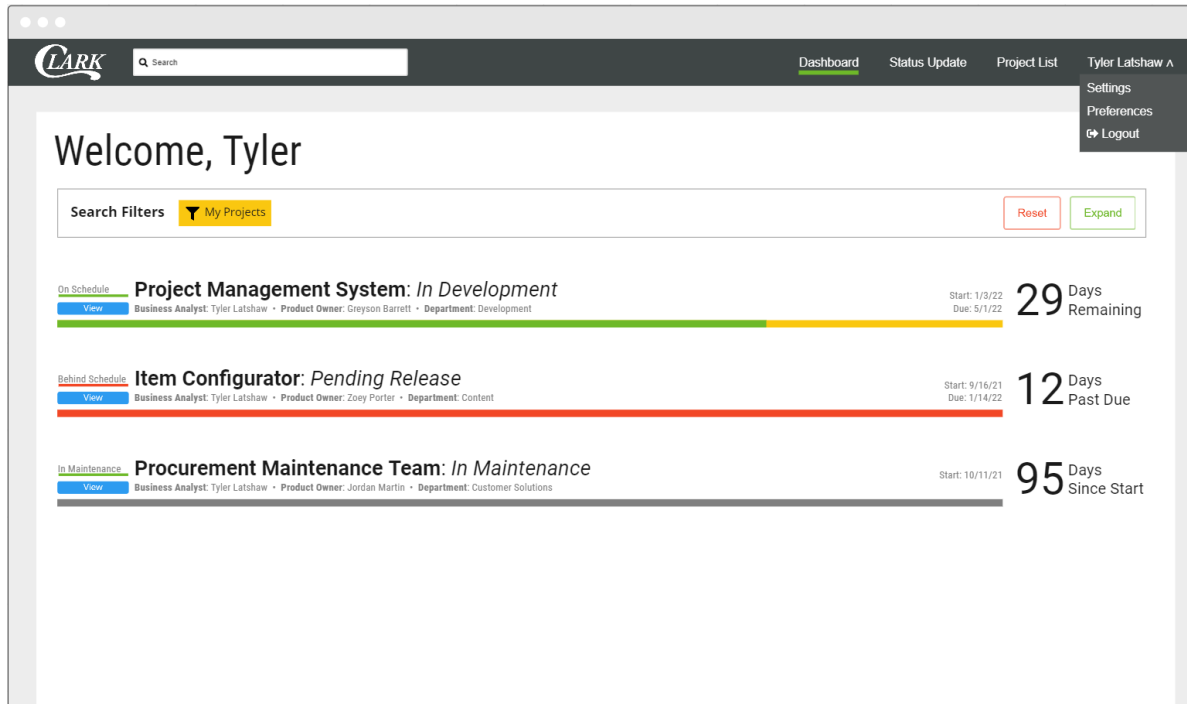 CLARK
Search
Dashboard
Status Update
Project List
Tyler Latshaw ʌ
Settings
Preferences
Logout
Welcome, Tyler
Search Filters
My Projects
Reset
Expand
On Schedule
View
Project Management System: In Development
Business Analyst: Tyler Latshaw • Product Owner: Greyson Barrett • Department: Development
Start: 1/3/22
Due: 5/1/22
29 Days
Remaining
Behind Schedule
View
Item Configurator: Pending Release
Business Analyst: Tyler Latshaw • Product Owner: Zoey Porter • Department: Content
Start: 9/16/21
Due: 1/14/22
12 Days
Past Due
In Maintenance
View
Procurement Maintenance Team: In Maintenance
Business Analyst: Tyler Latshaw • Product Owner: Jordan Martin • Department: Customer Solutions
Start: 10/11/21
95 Days
Since Start